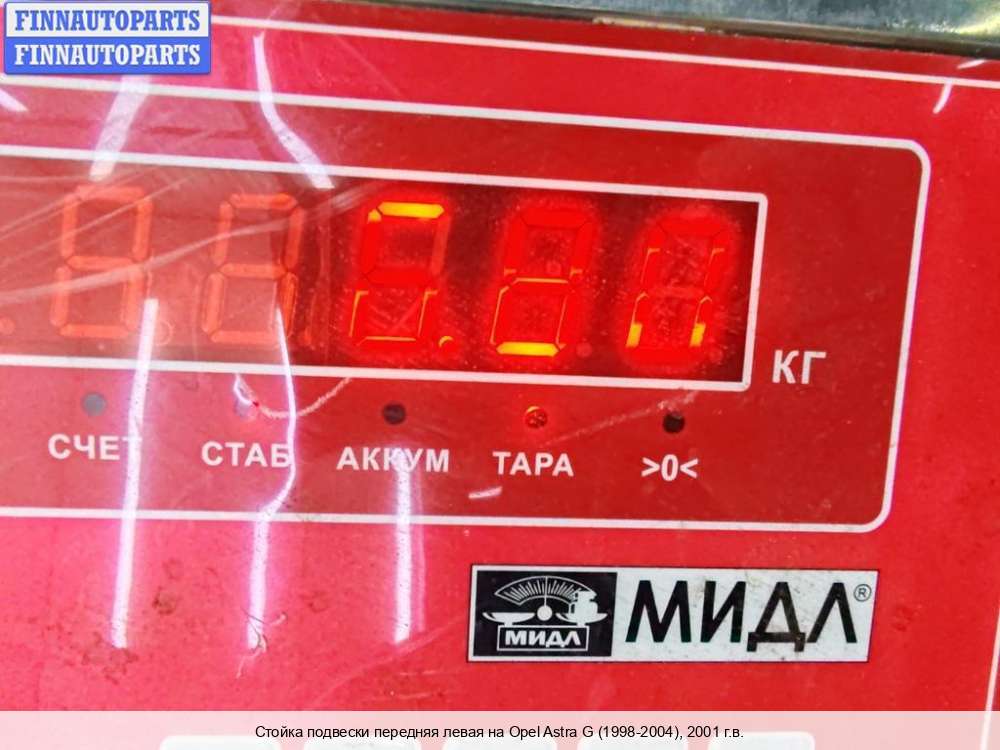 FINNAUTOPARTS
FINNAUTOPARTS
КГ
СЧЕТ СТАБ АККУМ ТАРА >0<
МИДЛ МИДЛ®
Стойка подвески передняя левая на Opel Astra G (1998-2004), 2001 г.в.